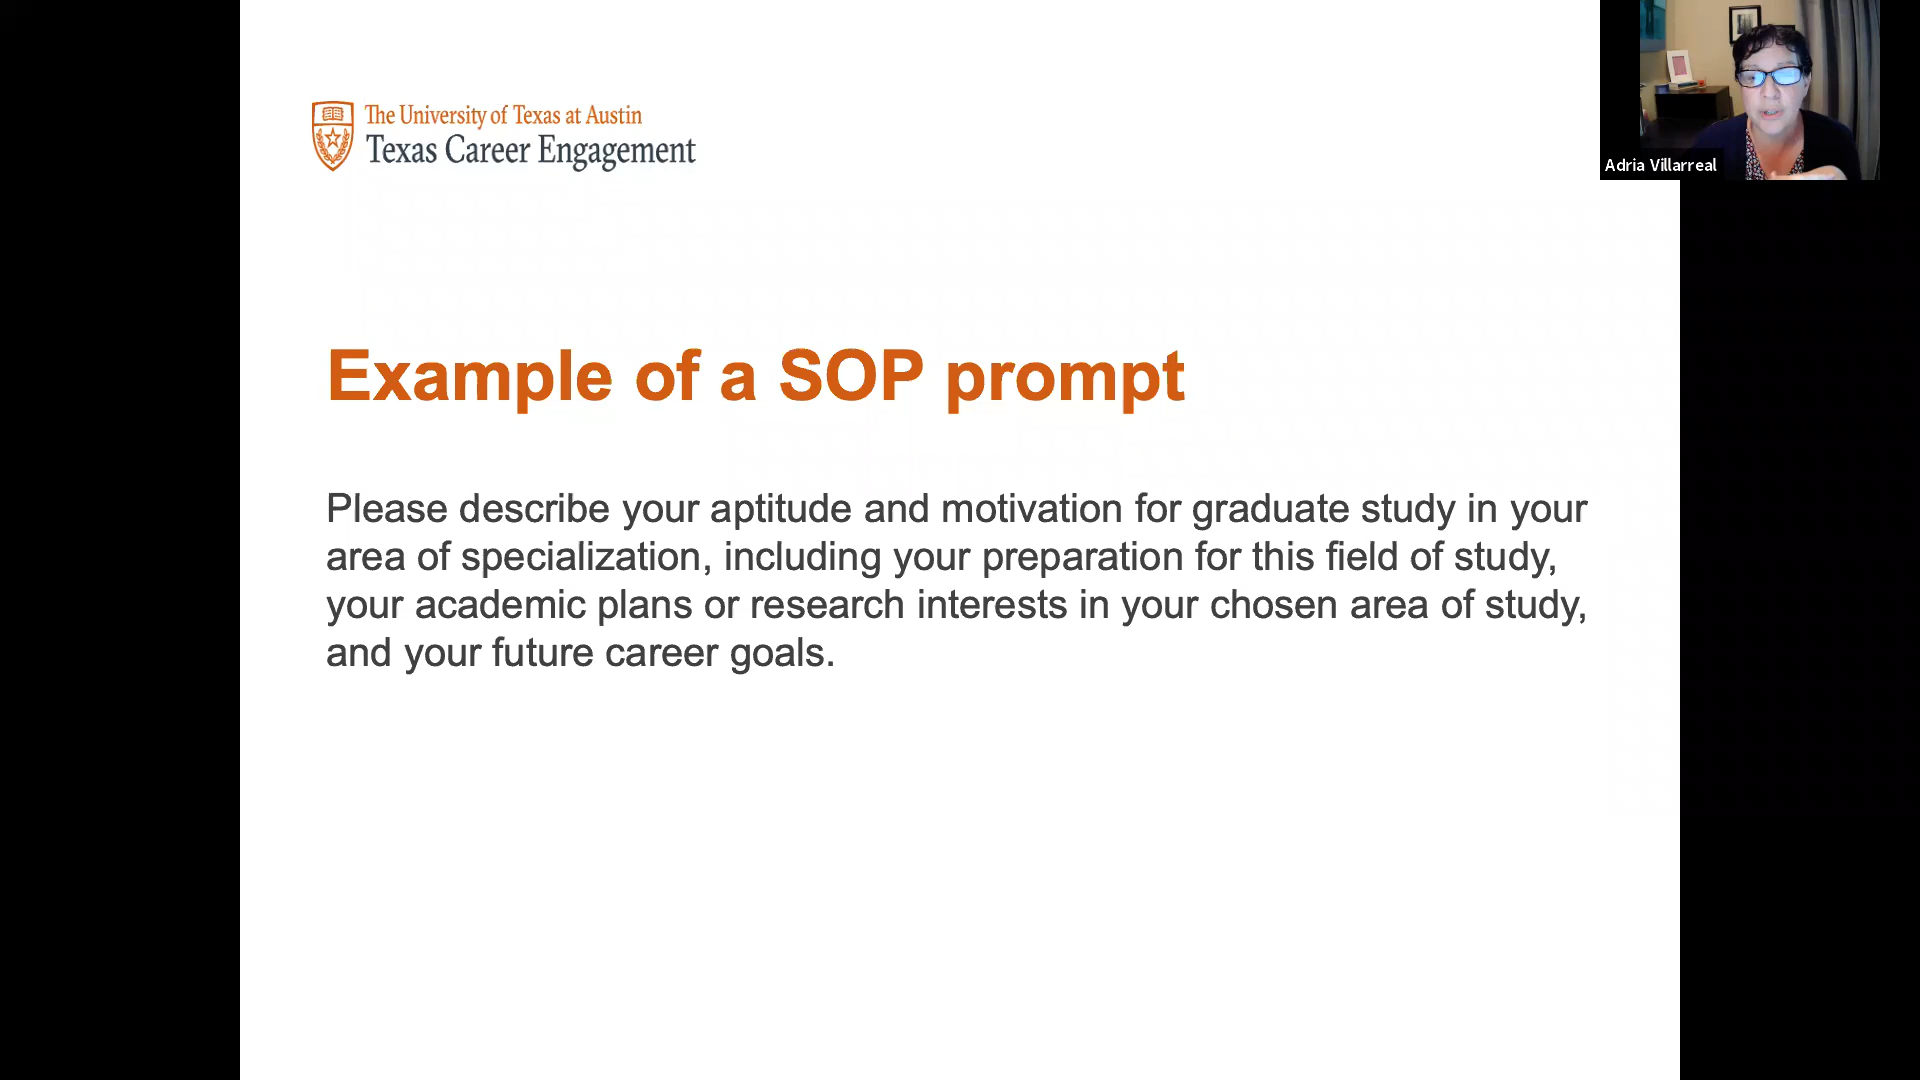 The University of Texas at Austin
Texas Career Engagement
Adria Villarreal
Example of a SOP prompt
Please describe your aptitude and motivation for graduate study in your
area of specialization, including your preparation for this field of study,
your academic plans or research interests in your chosen area of study,
and your future career goals.